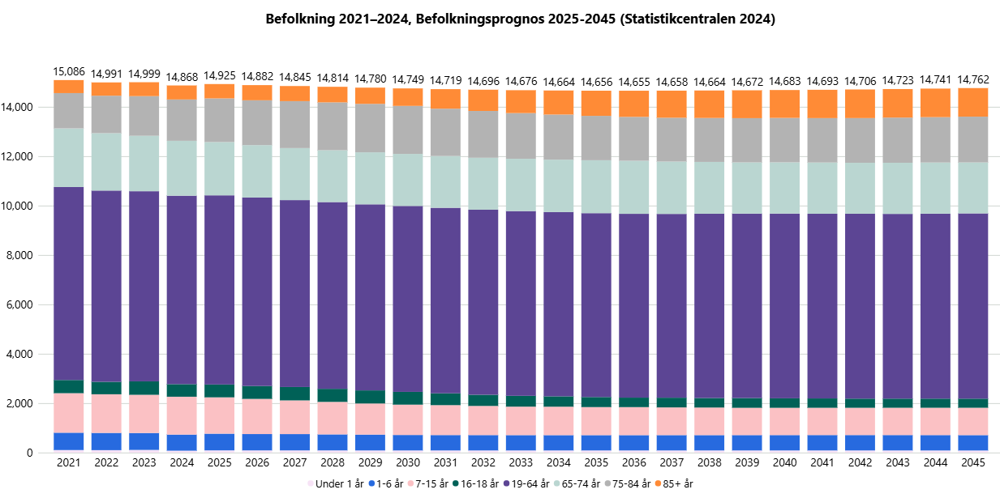 Befolkning 2021–2024, Befolkningsprognos 2025-2045 (Statistikcentralen 2024)
15,086 14,991 14,999 14,868 14,925 14,882 14,845 14,814 14,780 14,749 14,719 14,696 14,676 14,664 14,656 14,655 14,658 14,664 14,672 14,683 14,693 14,706 14,723 14,741 14,762
14,000
12,000
10,000
8,000
6,000
4,000
2,000
0
2021 2022 2023 2024 2025 2026 2027 2028 2029 2030 2031 2032 2033 2034 2035 2036 2037 2038 2039 2040 2041 2042 2043 2044 2045
Under 1 år 1-6 år 7-15 år 16-18 år 19-64 år 65-74 år 75-84 år 85+ år